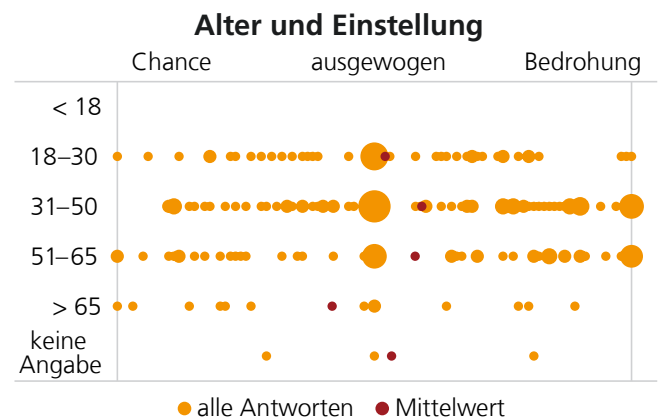 Alter und Einstellung
Chance ausgewogen Bedrohung
< 18
18–30
31–50
51–65
> 65
keine
Angabe
alle Antworten Mittelwert